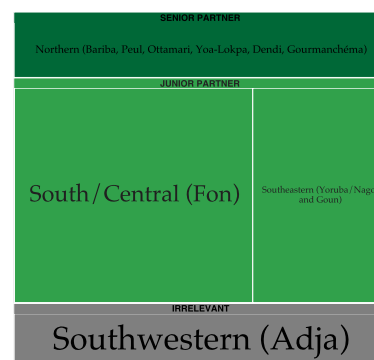 SENIOR PARTNER
Northern (Bariba, Peul, Ottamari, Yoa-Lokpa, Dendi, Gourmanchéma)
JUNIOR PARTNER
South/Central (Fon)
Southeastern (Yoruba/Nago
and Goun)
IRRELEVANT
Southwestern (Adja)